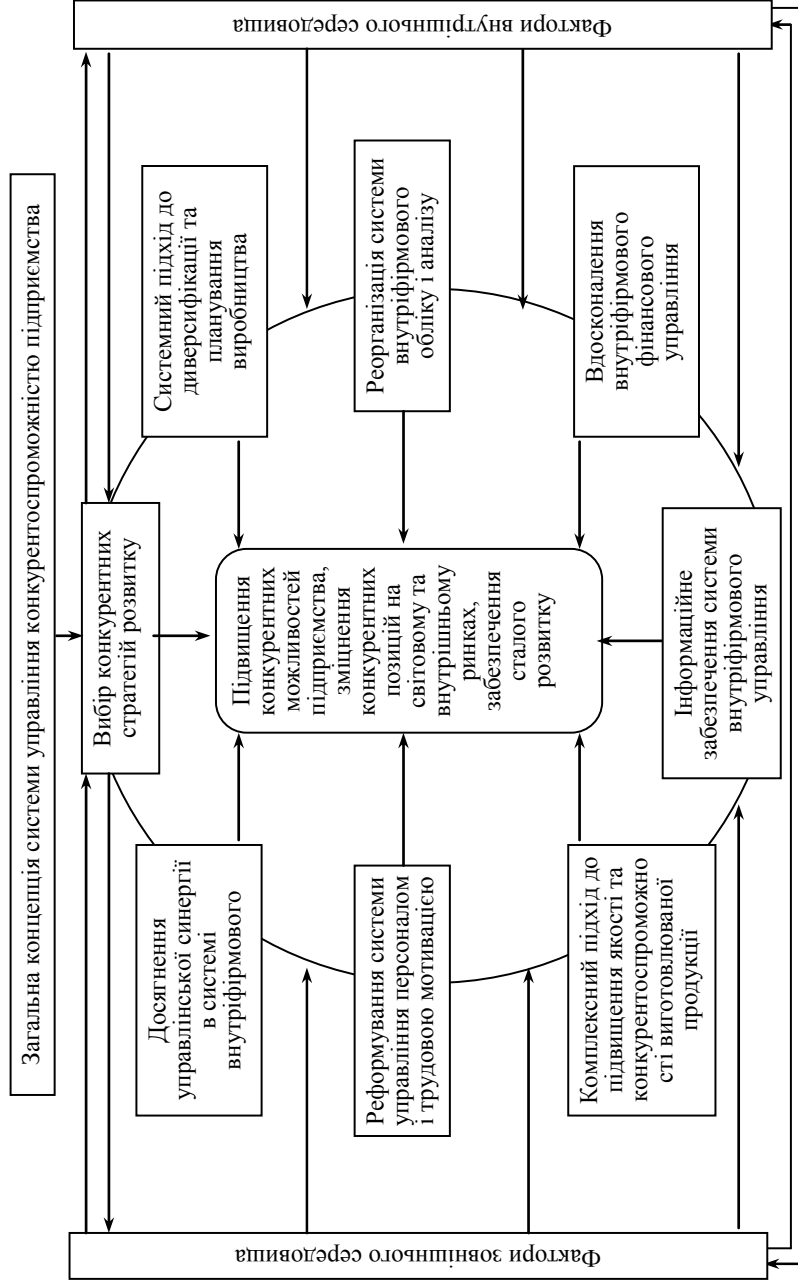 Загальна концепція системи управління конкурентоспроможністю підприємства
Фактори зовнішнього середовища
Вибір конкурентних
стратегій розвитку
Фактори внутрішнього середовища
Досягнення
управлінської синергії
в системі
внутріфірмового
Системний підхід до
диверсифікації та
планування
виробництва
Підвищення
конкурентних
можливостей
підприємства,
зміцнення
конкурентних
позицій на
світовому та
внутрішньому
ринках,
забезпечення
сталого
розвитку
Реформування системи
управління персоналом
і трудовою мотивацією
Реорганізація системи
внутріфірмового
обліку і аналізу
Комплексний підхід до
підвищення якості та
конкурентоспроможно
сті виготовлюваної
продукції
Вдосконалення
внутріфірмового
фінансового
управління
Інформаційне
забезпечення системи
внутріфірмового
управління